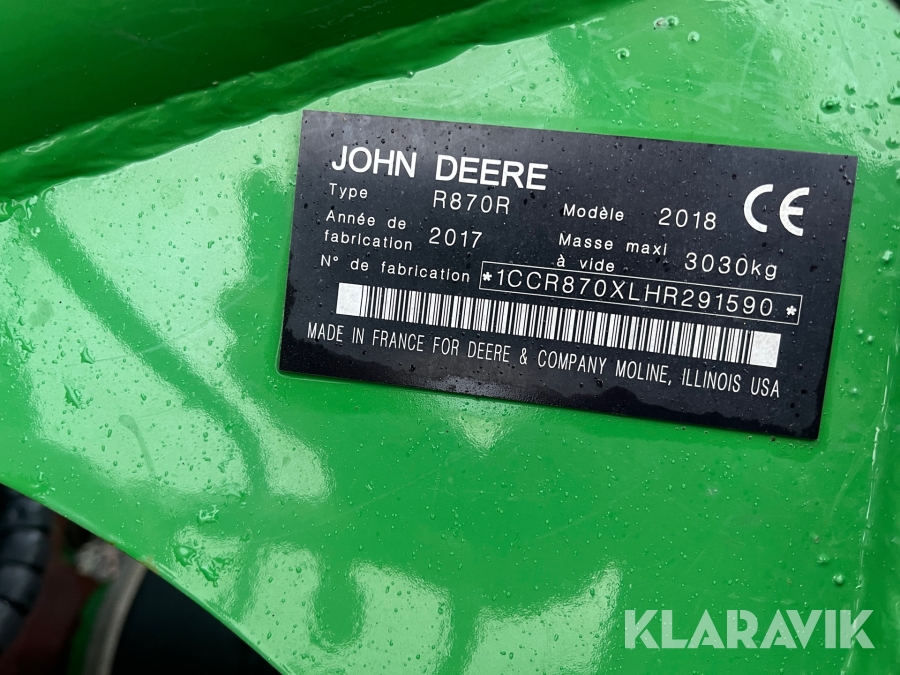 JOHN DEERE
CE
Type R870R Modèle 2018
Année de fabrication 2017 Masse maxi à vide 3030kg
N° de fabrication *1CCR870XLHR291590*
MADE IN FRANCE FOR DEERE & COMPANY MOLINE, ILLINOIS USA
KLARAVIK